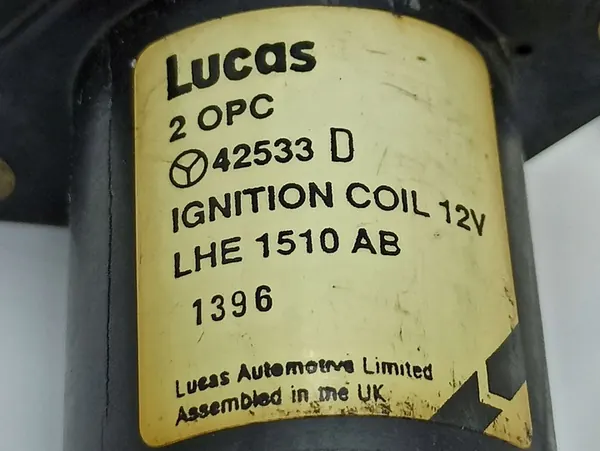 Lucas
2 OPC
42533 D
IGNITION COIL 12V
LHE 1510 AB
1396
Lucas Automotive Limited
Assembled in the UK